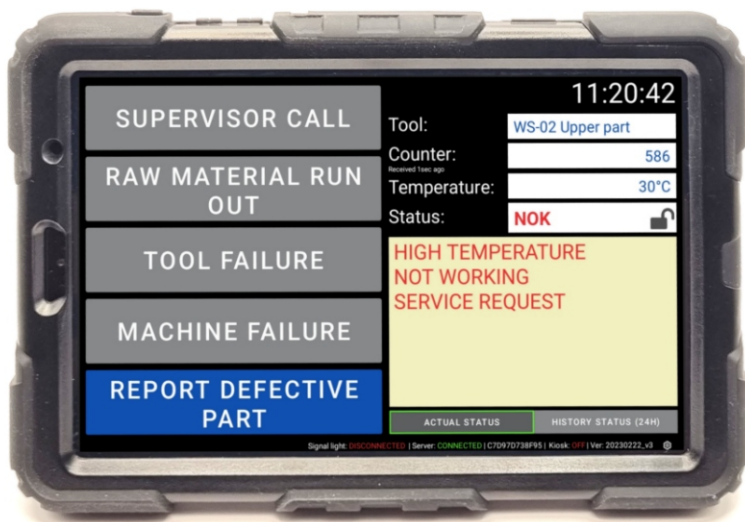 SUPERVISOR CALL
RAW MATERIAL RUN
OUT
TOOL FAILURE
MACHINE FAILURE
REPORT DEFECTIVE
PART
11:20:42
Tool: WS-02 Upper part
Counter: 586
Received 1sec ago
Temperature: 30°C
Status: NOK
HIGH TEMPERATURE
NOT WORKING
SERVICE REQUEST
ACTUAL STATUS HISTORY STATUS (24H)
Signal light: DISCONNECTED | Server: CONNECTED | C7D97D738F95 | Kiosk: OFF | Ver: 20230222_v3